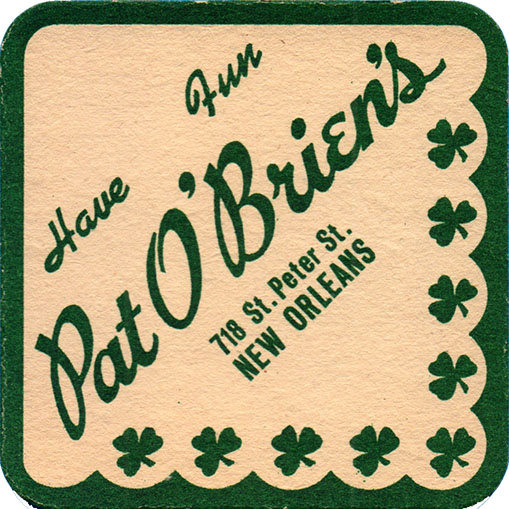 Have Fun
Pat O'Brien's
718 St. Peter St.
NEW ORLEANS